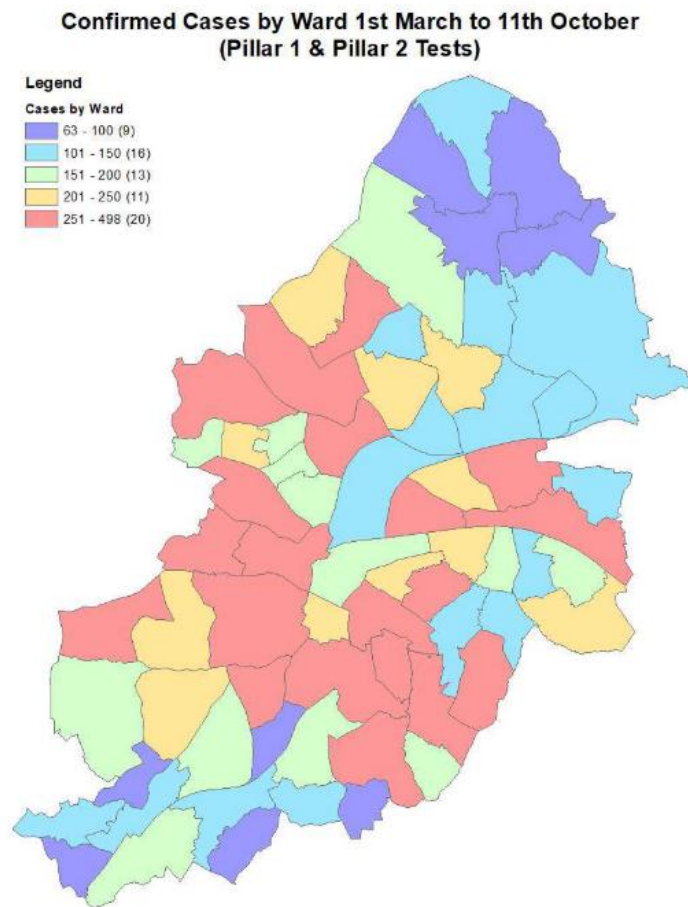 Confirmed Cases by Ward 1st March to 11th October
(Pillar 1 & Pillar 2 Tests)
Legend
Cases by Ward
63 - 100 (9)
101 - 150 (16)
151 - 200 (13)
201 - 250 (11)
251 - 498 (20)